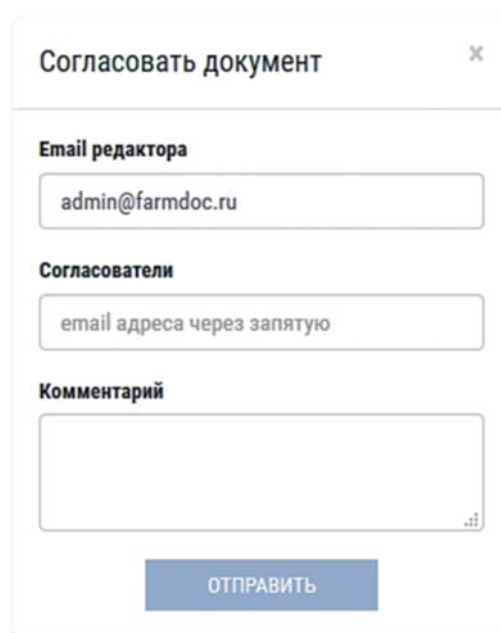 Согласовать документ ×
Email редактора
admin@farmdoc.ru
Согласователи
email адреса через запятую
Комментарий
ОТПРАВИТЬ